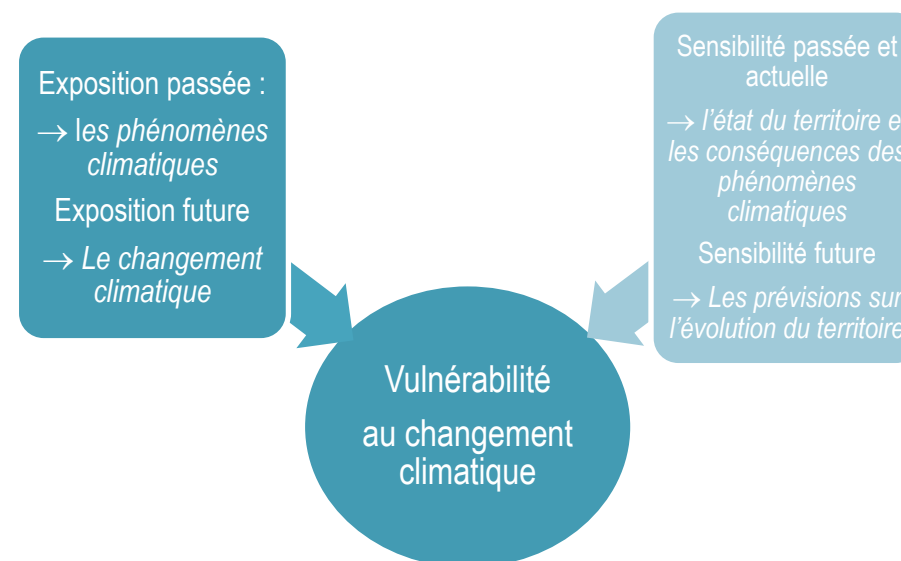 Exposition passée :
→ les phénomènes
climatiques
Exposition future
→ Le changement
climatique
Sensibilité passée et
actuelle
→ l'état du territoire et
les conséquences des
phénomènes
climatiques
Sensibilité future
→ Les prévisions sur
l'évolution du territoire
Vulnérabilité
au changement
climatique